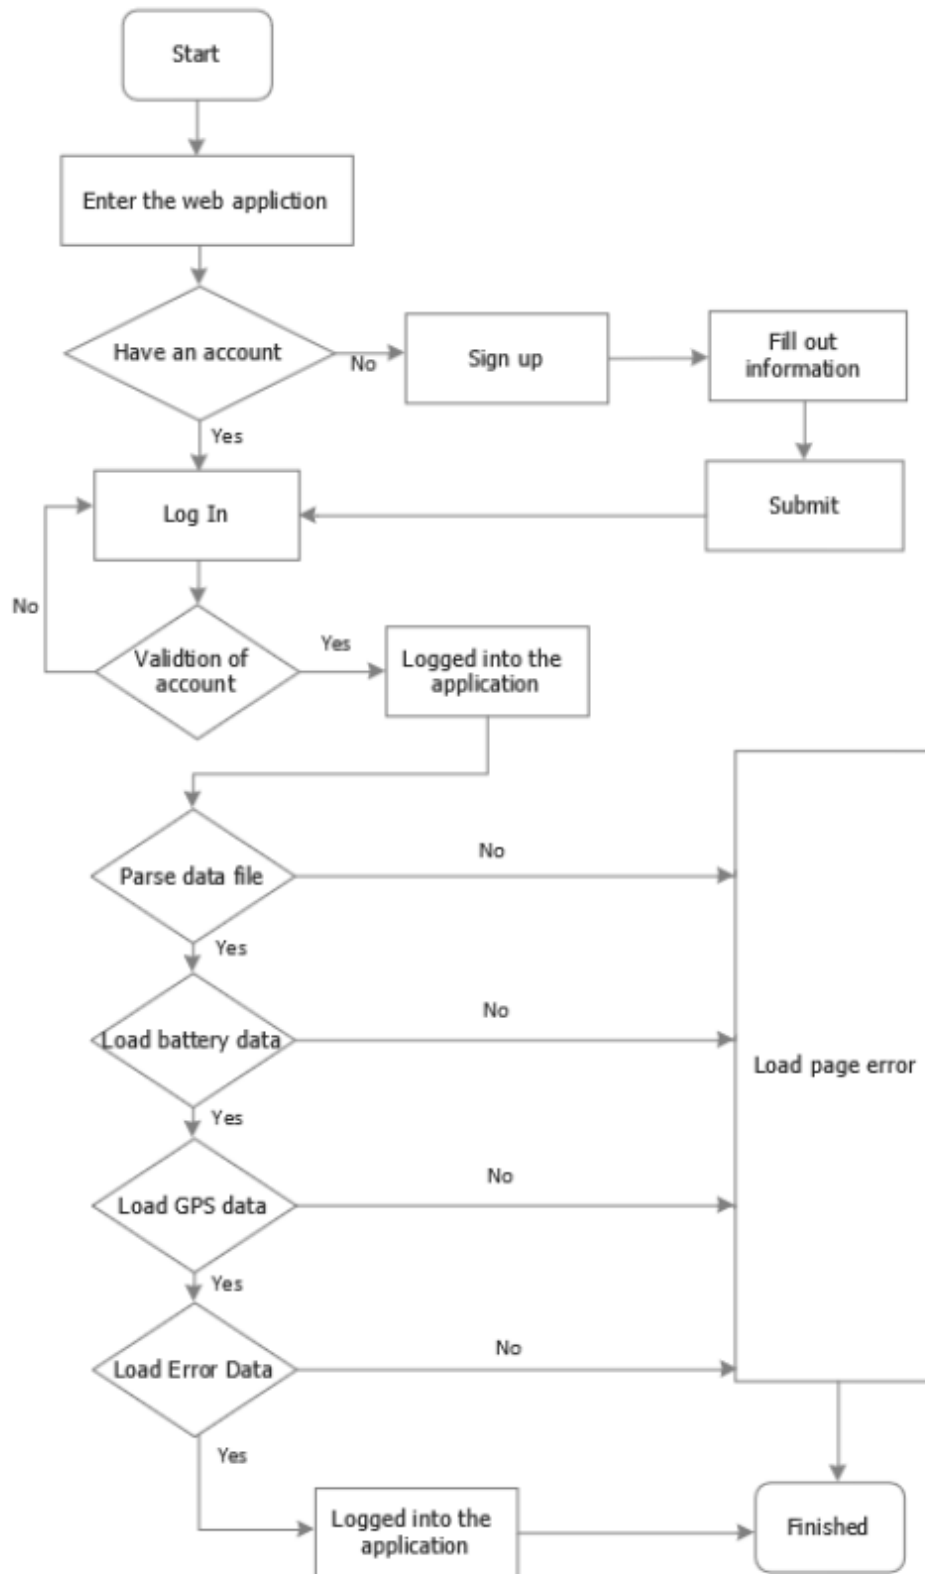 Start
Enter the web appliction
Have an account
No
Sign up
Fill out
information
Yes
Log In
Submit
No
Validtion of
account
Yes
Logged into the
application
Parse data file
No
Yes
Load battery data
No
Load page error
Yes
Load GPS data
No
Yes
Load Error Data
No
Yes
Logged into the
application
Finished